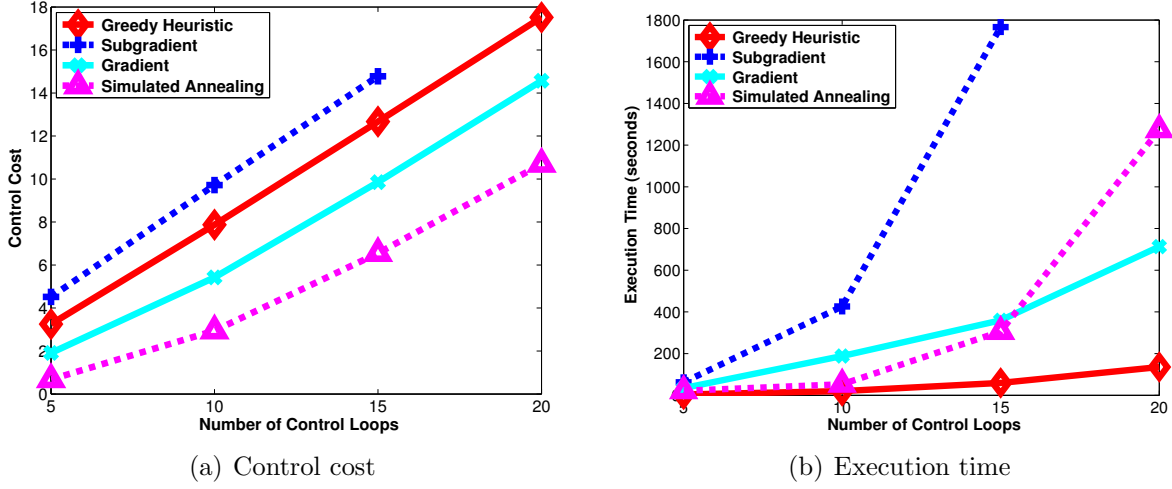 18
16
14
12
10
8
6
4
2
0
5
10
15
20
Control Cost
Number of Control Loops
Greedy Heuristic
Subgradient
Gradient
Simulated Annealing
(a) Control cost
1800
1600
1400
1200
1000
800
600
400
200
5
10
15
20
Execution Time (seconds)
Number of Control Loops
Greedy Heuristic
Subgradient
Gradient
Simulated Annealing
(b) Execution time